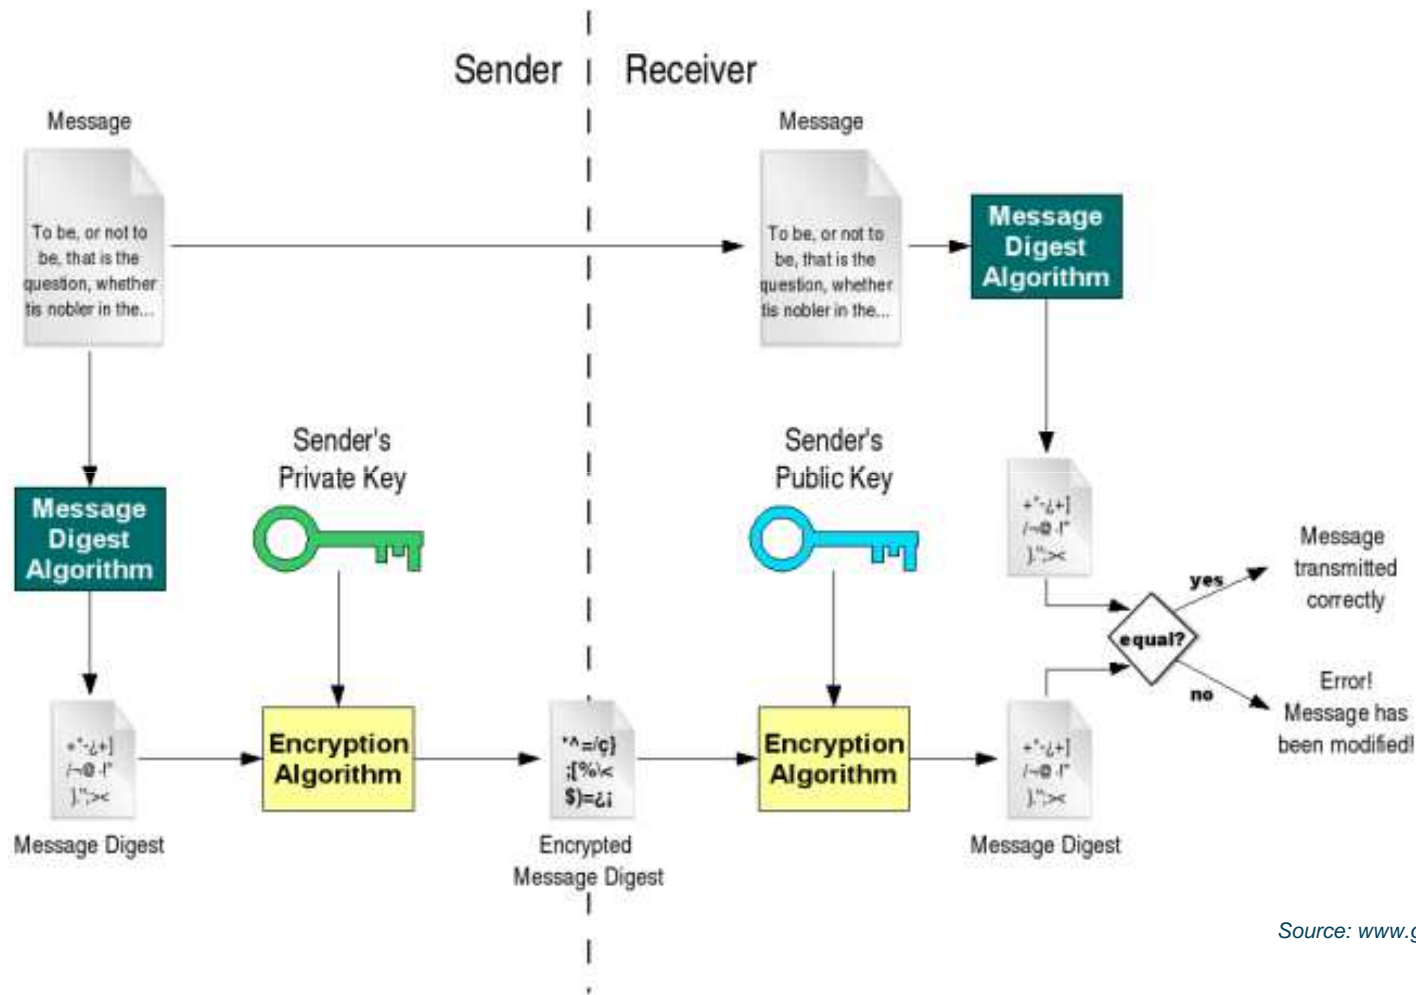 Sender
Receiver
Message
To be, or not to
be, that is the
question, whether
tis nobler in the...
Message
To be, or not to
be, that is the
question, whether
tis nobler in the...
Message
Digest
Algorithm
Sender's
Private Key
Sender's
Public Key
Message
Digest
Algorithm
+*-¿+]
/¬@ ·!"
}.";><
yes
Message
transmitted
correctly
equal?
no
Error!
Message has
been modified!
+*-¿+]
/¬@ ·!"
}.";><
Message Digest
Encryption
Algorithm
*^=/ç}
;[%\<
$)=¿¡
Encrypted
Message Digest
Encryption
Algorithm
+*-¿+]
/¬@ ·!"
}.";><
Message Digest
Source: www.g